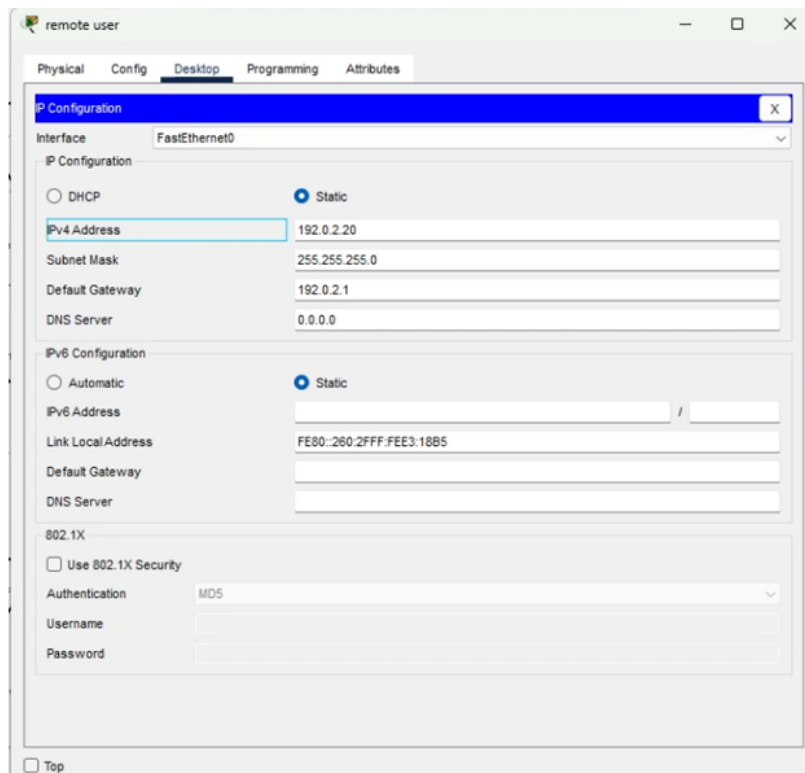 remote user
Physical Config Desktop Programming Attributes
IP Configuration X
Interface FastEthernet0
IP Configuration
DHCP Static
IPv4 Address 192.0.2.20
Subnet Mask 255.255.255.0
Default Gateway 192.0.2.1
DNS Server 0.0.0.0
IPv6 Configuration
Automatic Static
IPv6 Address /
Link Local Address FE80::260:2FFF:FEE3:18B5
Default Gateway
DNS Server
802.1X
Use 802.1X Security
Authentication MD5
Username
Password
Top